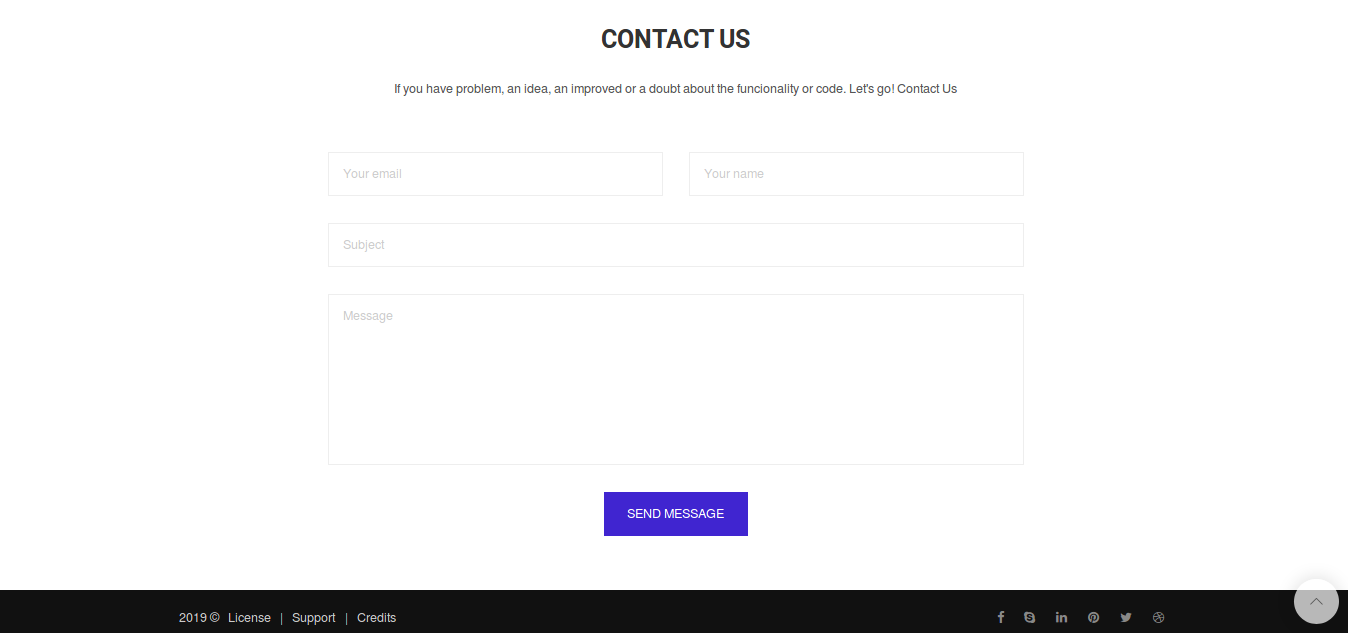 CONTACT US
If you have problem, an idea, an improved or a doubt about the funcionality or code. Let's go! Contact Us
Your email Your name
Subject
Message
SEND MESSAGE
2019 © License | Support | Credits